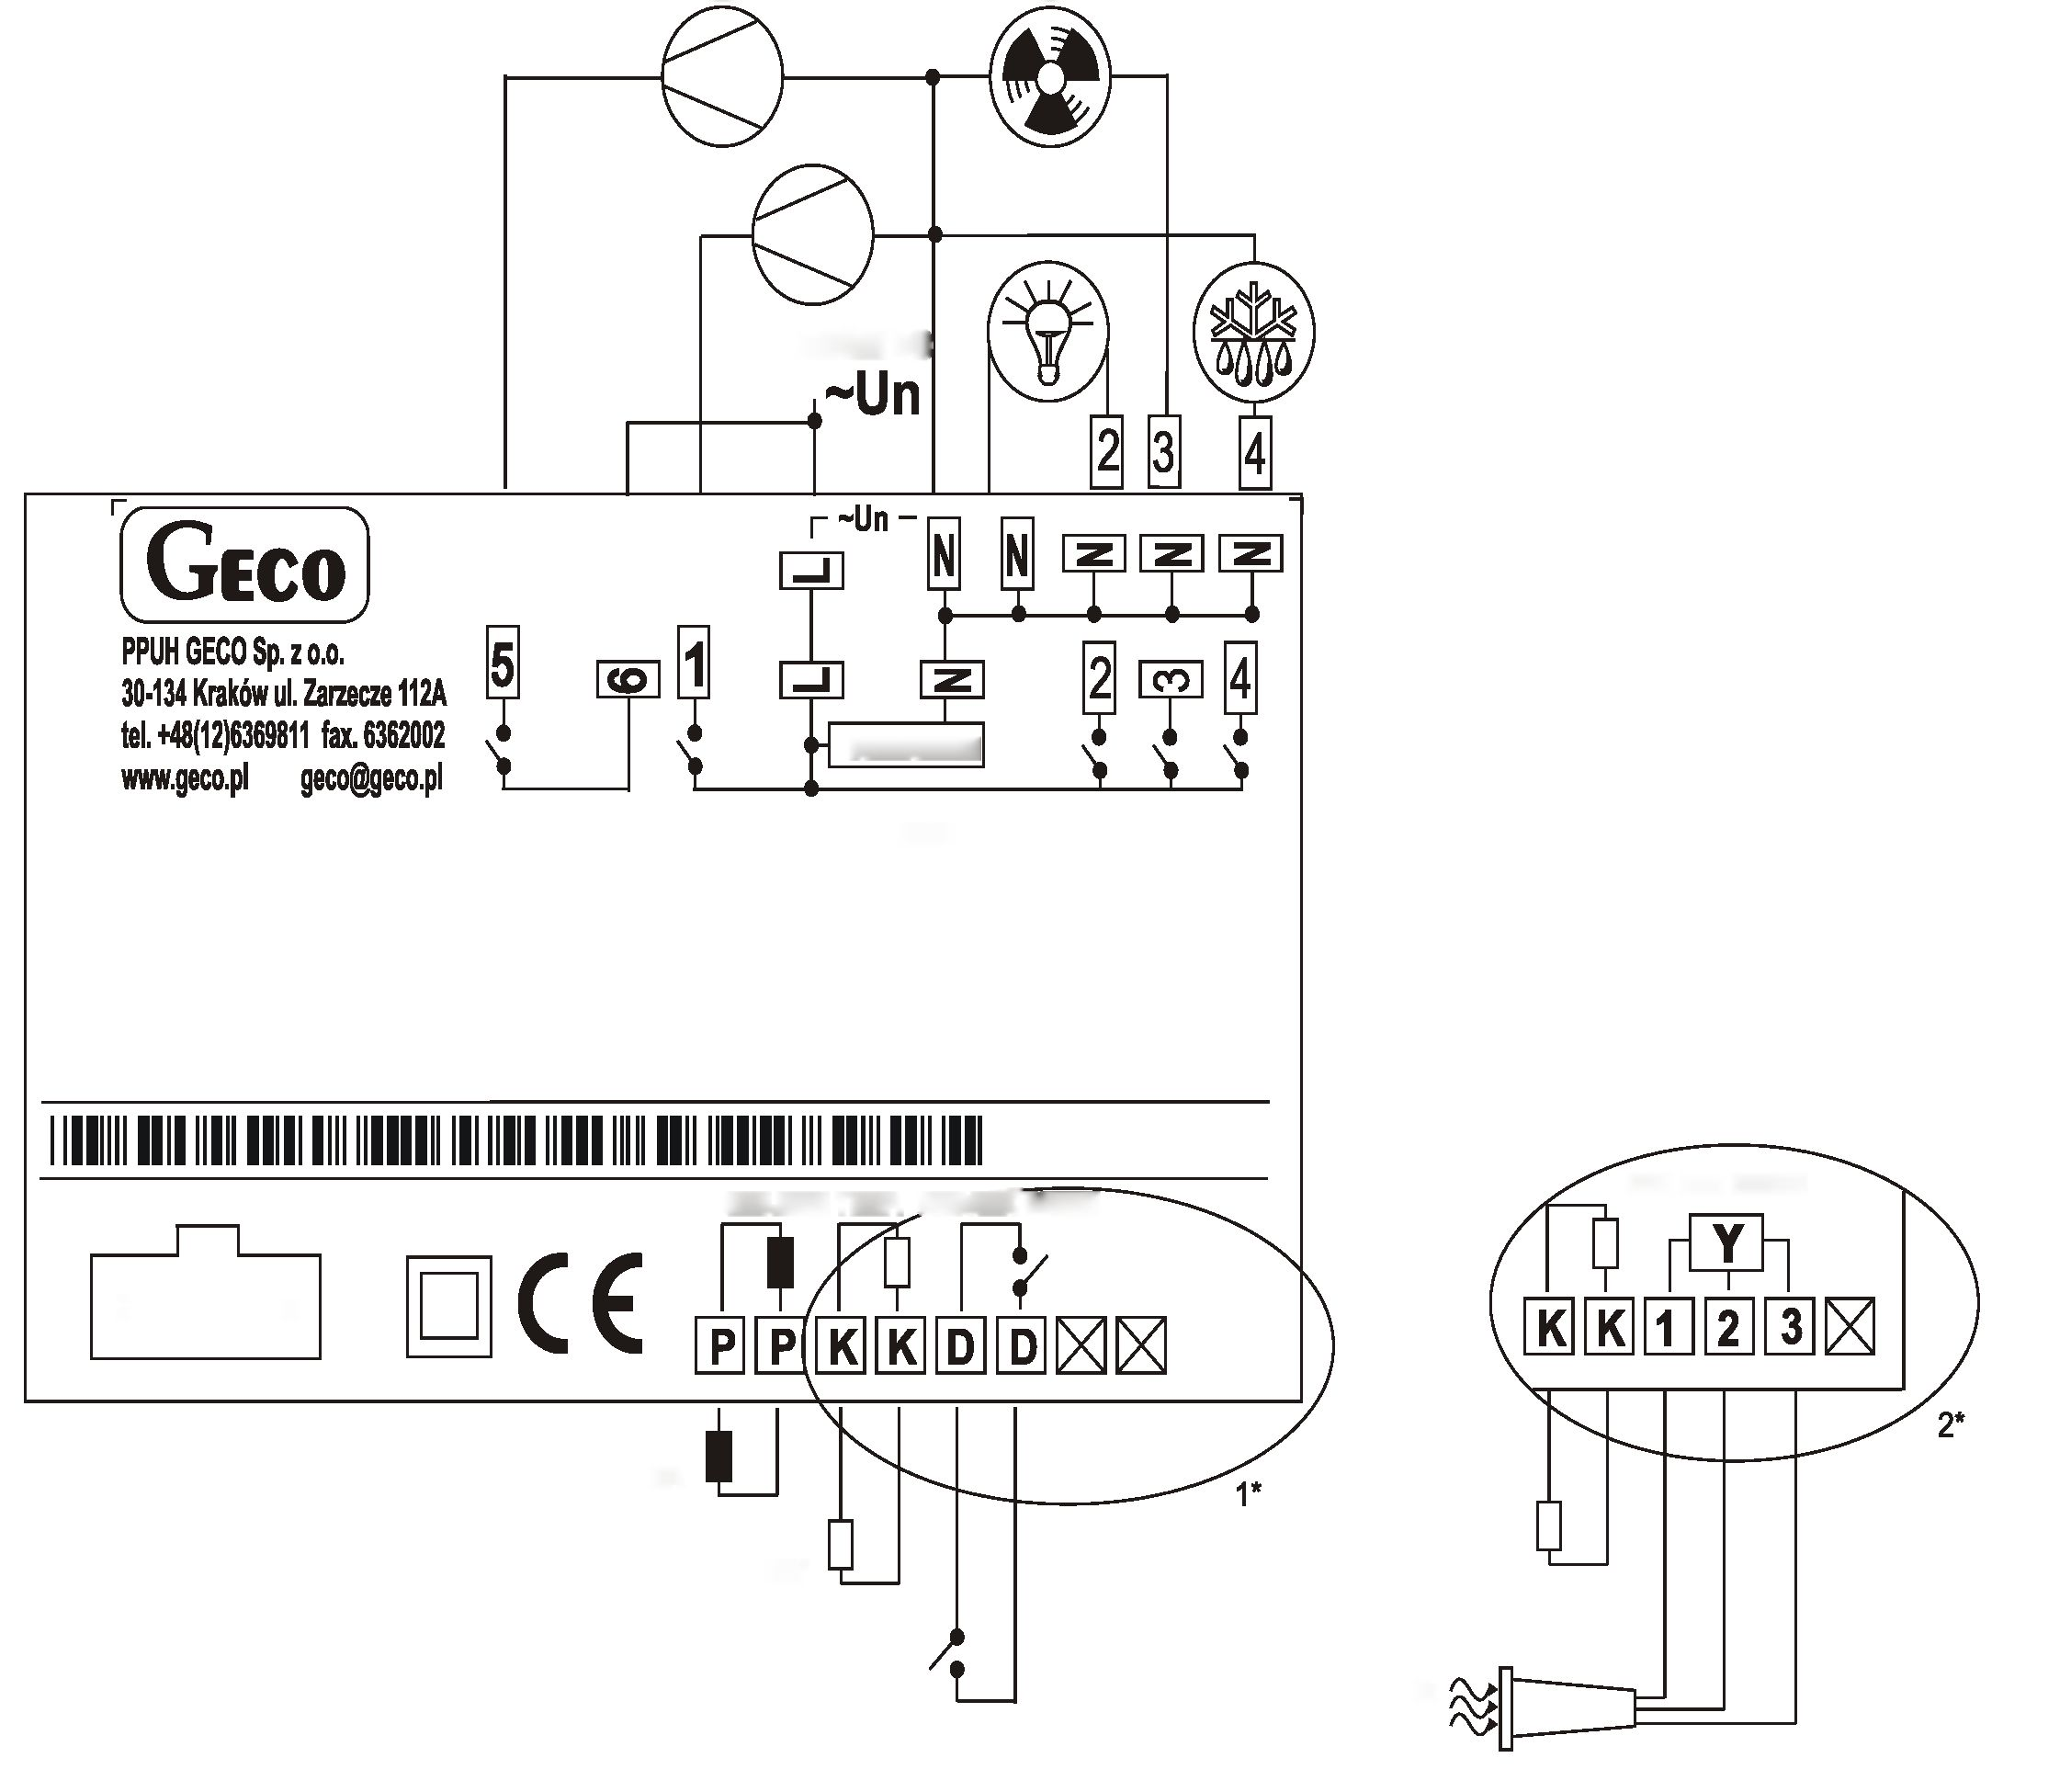 ~Un
2 3 4
GECO
~Un
N N N N N
L
PPUH GECO Sp. z o.o.
30-134 Kraków ul. Zarzecze 112A
tel. +48(12)6369811 fax. 6362002
www.geco.pl geco@geco.pl
5 6 1 L N 2 3 4
CE
P P K K D D
1*
Y
K K 1 2 3
2*